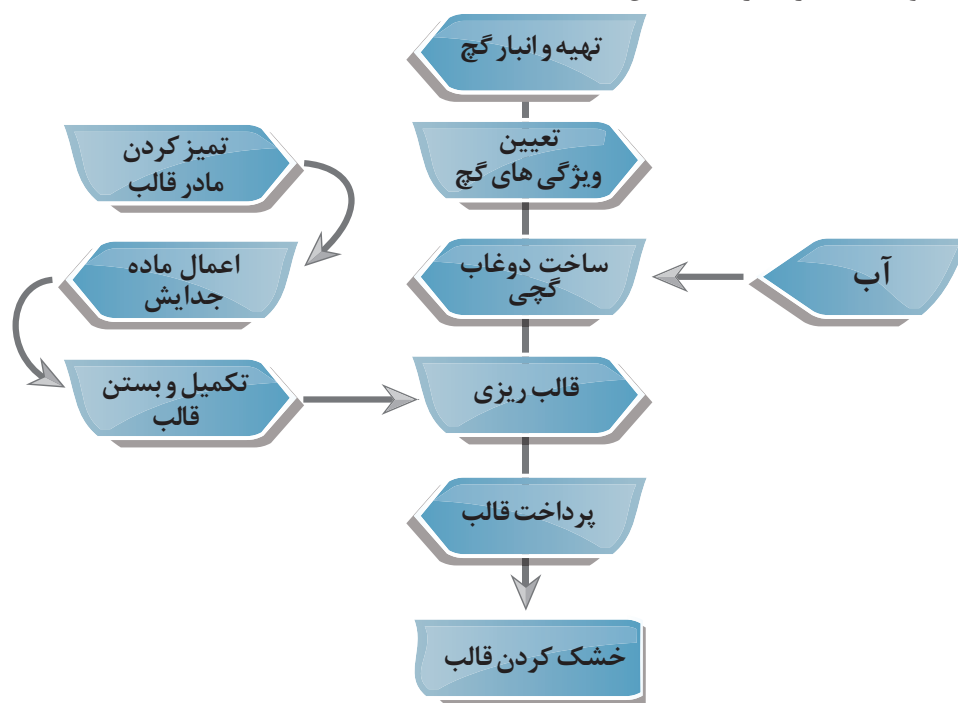 تهیه و انبار گچ
تعیین
ویژگی های گچ
تمیز کردن
مادر قالب
ساخت دوغاب
گچی
آب
اعمال ماده
جدایش
قالب ریزی
تکمیل و بستن
قالب
پرداخت قالب
خشک کردن قالب